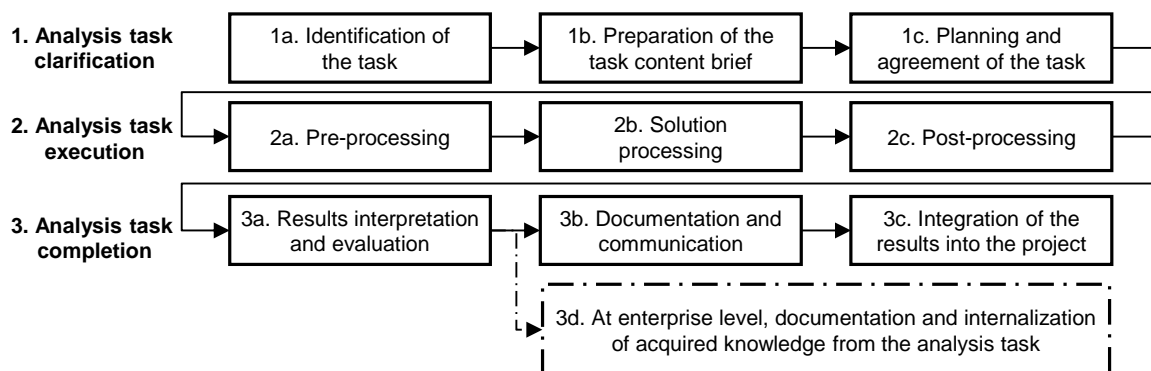 1. Analysis task
clarification
1a. Identification of
the task
1b. Preparation of the
task content brief
1c. Planning and
agreement of the task
2. Analysis task
execution
2a. Pre-processing
2b. Solution
processing
2c. Post-processing
3. Analysis task
completion
3a. Results interpretation
and evaluation
3b. Documentation and
communication
3c. Integration of the
results into the project
3d. At enterprise level, documentation and internalization
of acquired knowledge from the analysis task